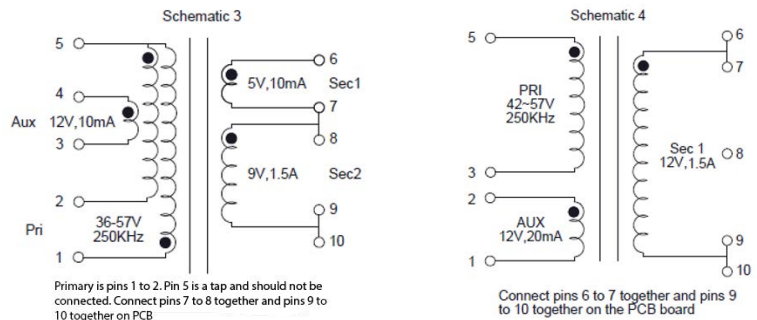 Schematic 3
5
4
Aux 12V,10mA
3
2
Pri
36-57V
250KHz
1
6
5V,10mA Sec1
7
8
9V,1.5A Sec2
9
10
Primary is pins 1 to 2. Pin 5 is a tap and should not be
connected. Connect pins 7 to 8 together and pins 9 to
10 together on PCB
Schematic 4
5
PRI
42~57V
250KHz
3
2
AUX
12V,20mA
1
6
7
Sec 1
12V,1.5A
8
9
10
Connect pins 6 to 7 together and pins 9
to 10 together on the PCB board